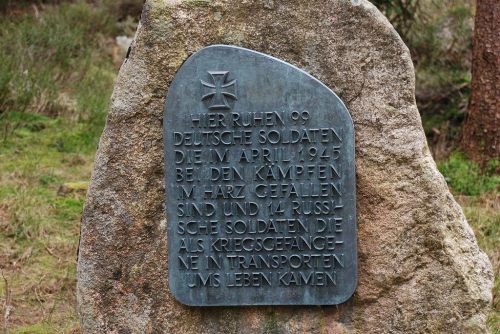 HIER RUHEN 99
DEUTSCHE SOLDATEN
DIE IM APRIL 1945
BEI DEN KÄMPFEN
IM HARZ GEFALLEN
SIND UND 14 RUSSI-
SCHE SOLDATEN DIE
ALS KRIEGSGEFANGE-
NE IN TRANSPORTEN
UMS LEBEN KAMEN